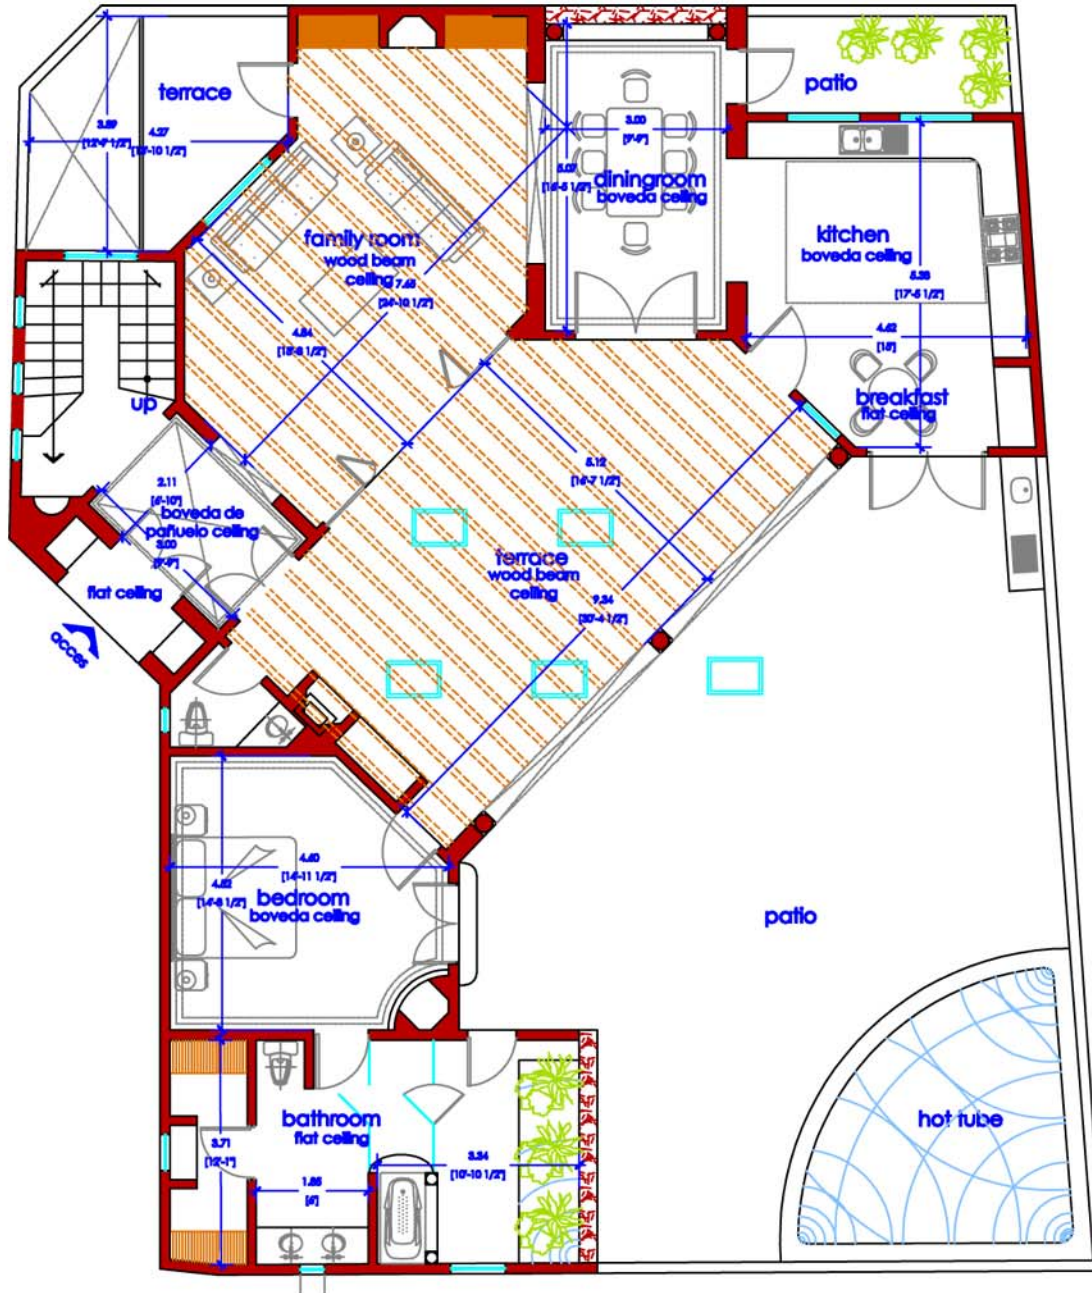 terrace
3.89
[12'-9 1/2"]
4.27
patio
3.00
[9'-9"]
5.07
[16'-5 1/2"]
diningroom
boveda ceiling
family room
wood beam
ceiling
7.65
[24'-10 1/2"]
kitchen
boveda ceiling
5.35
[17'-5 1/2"]
4.84
[15'-8 1/2"]
4.62
[15']
breakfast
flat ceiling
up
2.11
[6'-10"]
boveda de
pañuelo ceiling
3.00
[9'-9"]
5.12
[16'-7 1/2"]
terrace
wood beam
ceiling
9.34
[30'-4 1/2"]
flat ceiling
acces
4.60
[14'-11 1/2"]
4.52
[14'-8 1/2"]
bedroom
boveda ceiling
patio
bathroom
flat ceiling
3.71
[12'-1"]
3.34
[10'-10 1/2"]
1.85
[6']
hot tube